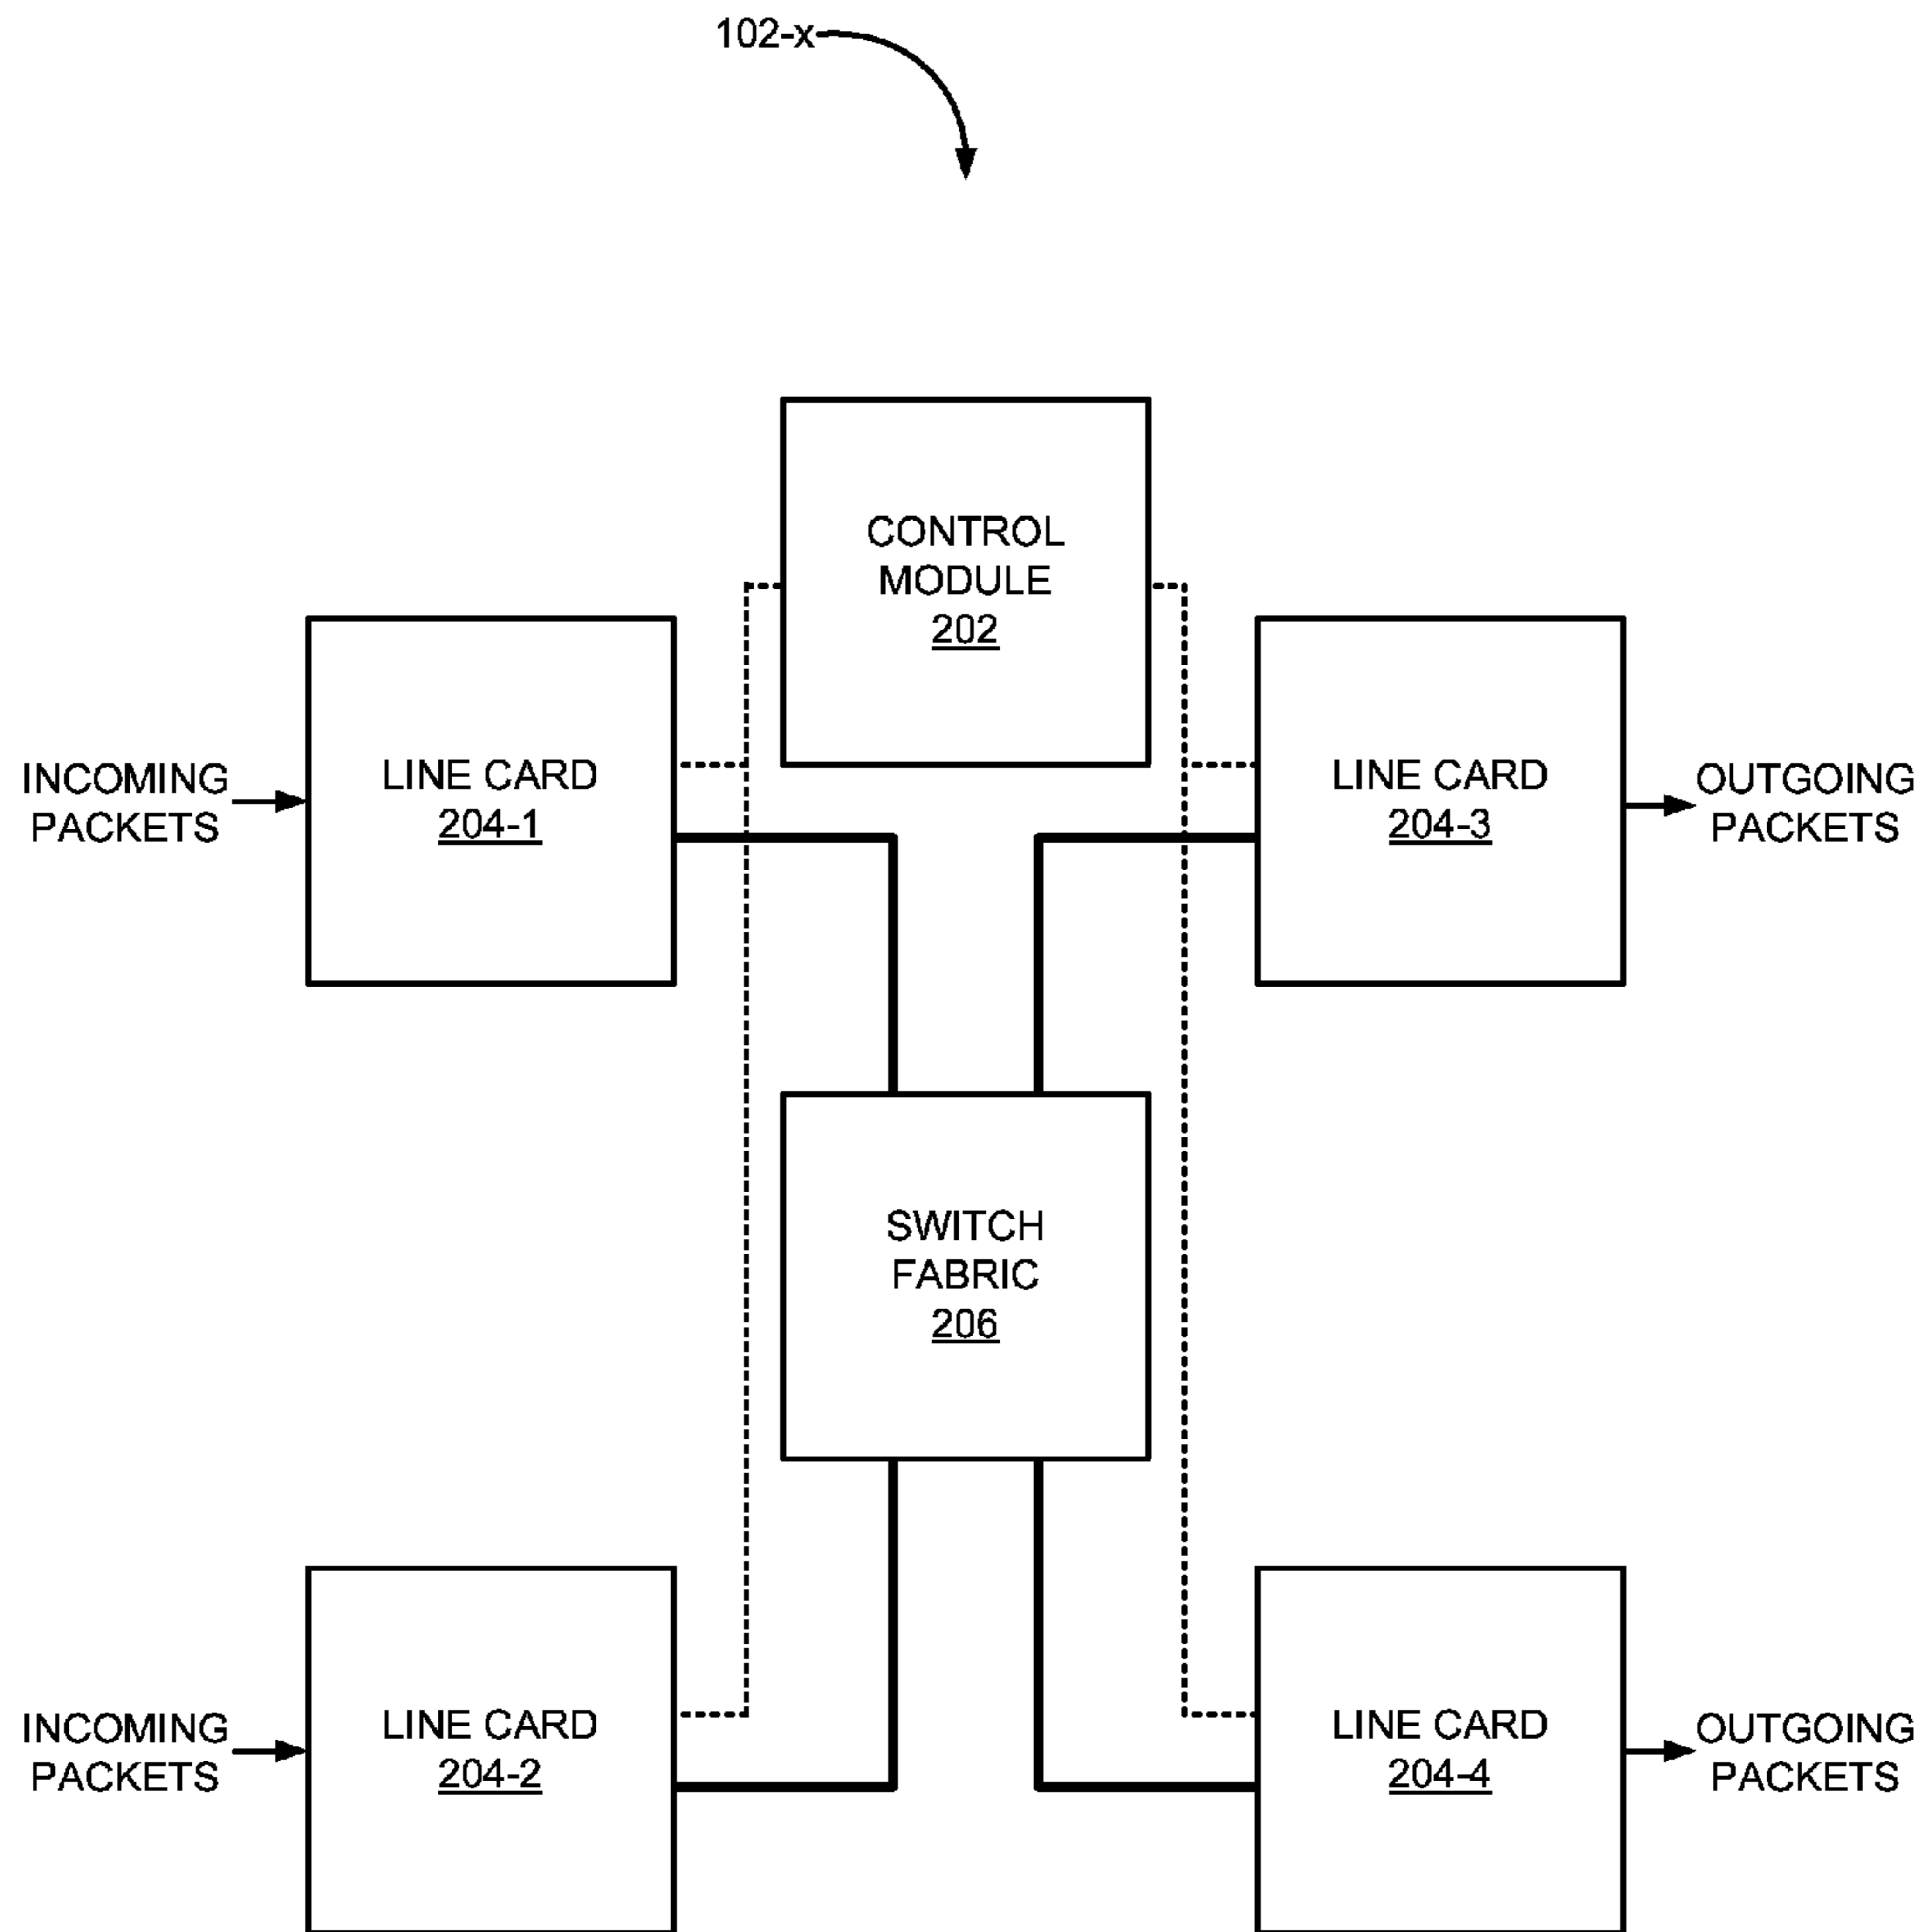 102-x
CONTROL
MODULE
202
INCOMING
PACKETS
LINE CARD
204-1
LINE CARD
204-3
OUTGOING
PACKETS
SWITCH
FABRIC
206
INCOMING
PACKETS
LINE CARD
204-2
LINE CARD
204-4
OUTGOING
PACKETS